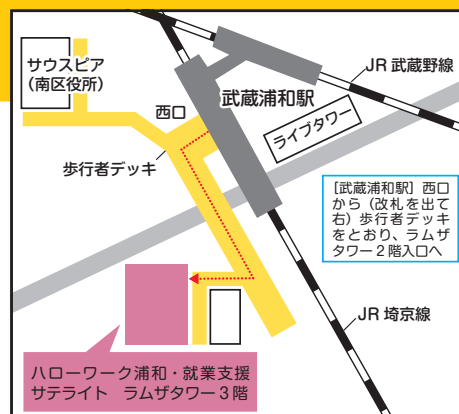 サウスピア
(南区役所)
JR 武蔵野線
西口
武蔵浦和駅
ライブタワー
歩行者デッキ
[武蔵浦和駅] 西口
から (改札を出て
右) 歩行者デッキ
をとおり、ラムザ
タワー2階入口へ
JR 埼京線
ハローワーク浦和・就業支援
サテライト ラムザタワー3階